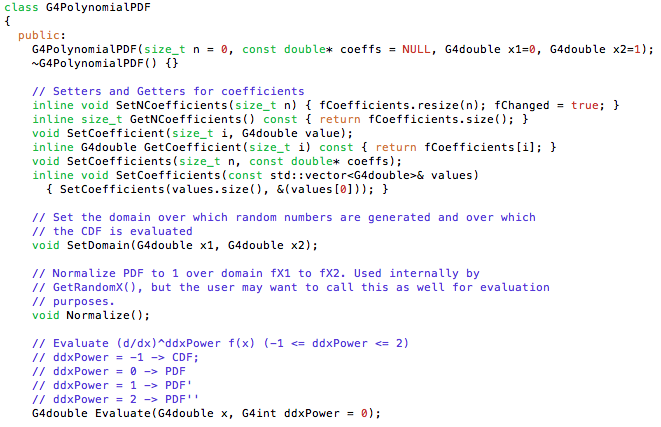 class G4PolynomialPDF
{
  public:
    G4PolynomialPDF(size_t n = 0, const double* coeffs = NULL, G4double x1=0, G4double x2=1);
    ~G4PolynomialPDF() {}

    // Setters and Getters for coefficients
    inline void SetNCoefficients(size_t n) { fCoefficients.resize(n); fChanged = true; }
    inline size_t GetNCoefficients() const { return fCoefficients.size(); }
    void SetCoefficient(size_t i, G4double value);
    inline G4double GetCoefficient(size_t i) const { return fCoefficients[i]; }
    void SetCoefficients(size_t n, const double* coeffs);
    inline void SetCoefficients(const std::vector<G4double>& values)
      { SetCoefficients(values.size(), &(values[0])); }

    // Set the domain over which random numbers are generated and over which
    // the CDF is evaluated
    void SetDomain(G4double x1, G4double x2);

    // Normalize PDF to 1 over domain fX1 to fX2. Used internally by
    // GetRandomX(), but the user may want to call this as well for evaluation
    // purposes.
    void Normalize();

    // Evaluate (d/dx)^ddxPower f(x) (-1 <= ddxPower <= 2)
    // ddxPower = -1 -> CDF;
    // ddxPower = 0 -> PDF
    // ddxPower = 1 -> PDF'
    // ddxPower = 2 -> PDF''
    G4double Evaluate(G4double x, G4int ddxPower = 0);